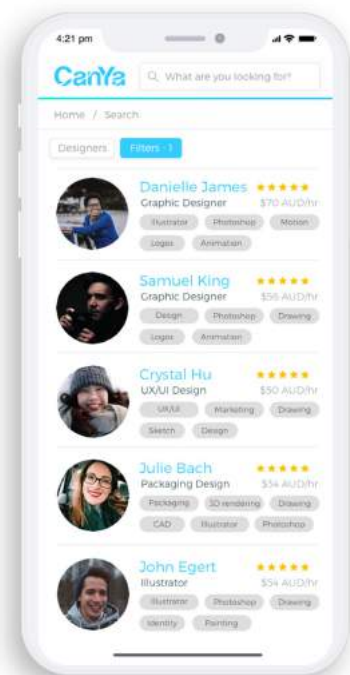 4:21 pm
CanYa
What are you looking for?
Home / Search
Designers Filters · 1
Danielle James
Graphic Designer $70 AUD/hr
Illustrator Photoshop Motion
Logos Animation
Samuel King
Graphic Designer $56 AUD/hr
Design Photoshop Drawing
Logos Animation
Crystal Hu
UX/UI Design $50 AUD/hr
UX/UI Marketing Drawing
Sketch Design
Julie Bach
Packaging Design $54 AUD/hr
Packaging 3D rendering Drawing
CAD Illustrator Photoshop
John Egert
Illustrator $54 AUD/hr
Illustrator Photoshop Drawing
Identity Painting